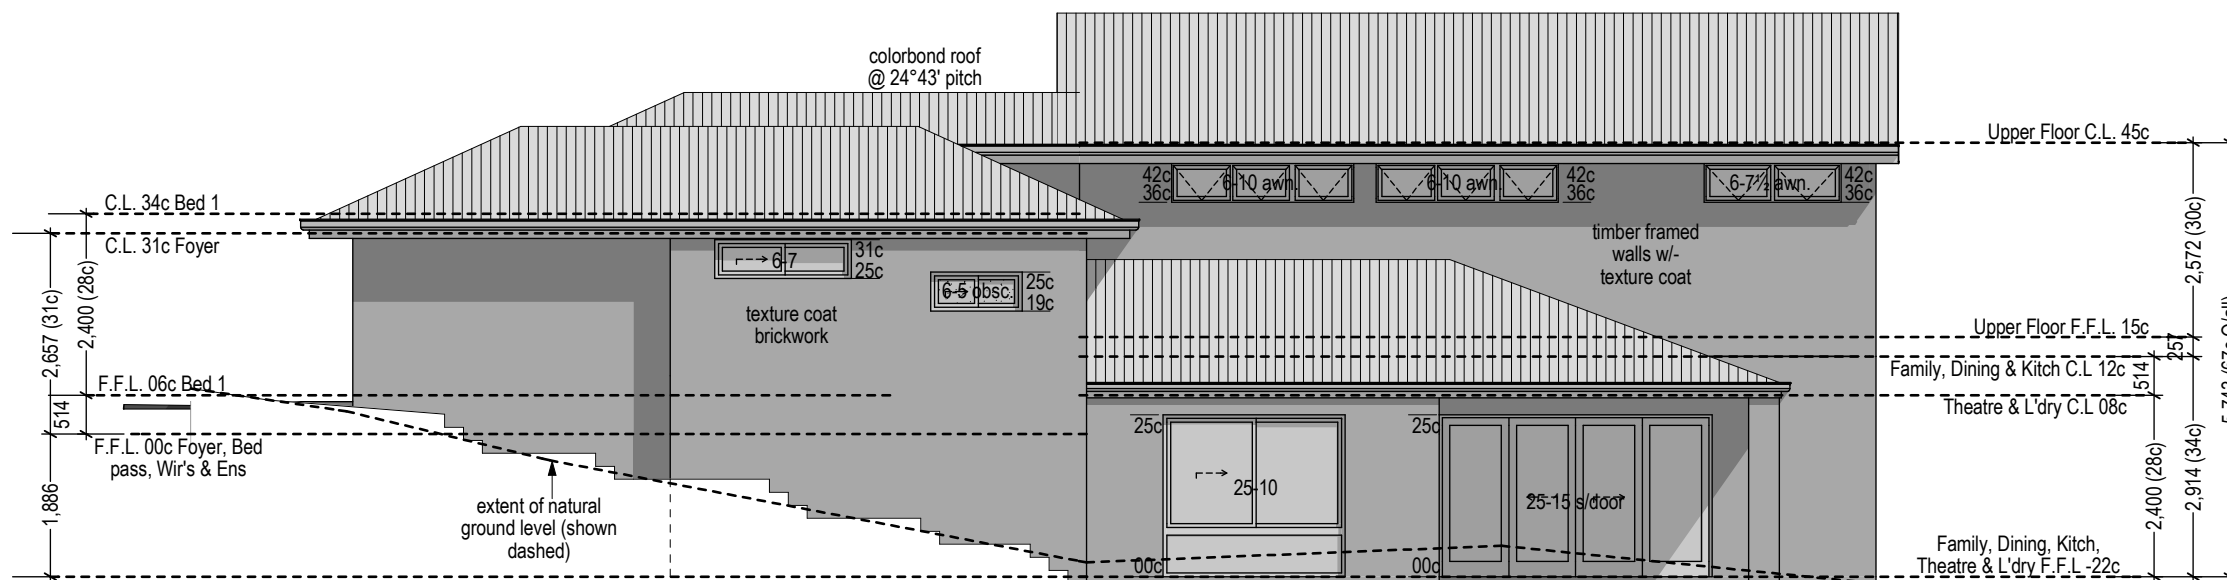 colorbond roof
@ 24°43' pitch
Upper Floor C.L. 45c
42c
36c
6-10 awn.
6-10 awn.
42c
36c
6-7½ awn.
42c
36c
C.L. 34c Bed 1
C.L. 31c Foyer
6-7
31c
25c
6-5 obsc.
25c
19c
texture coat
brickwork
timber framed
walls w/-
texture coat
2,572 (30c)
2,657 (31c)
2,400 (28c)
Upper Floor F.F.L. 15c
257
Family, Dining & Kitch C.L 12c
514
Theatre & L'dry C.L 08c
F.F.L. 06c Bed 1
514
F.F.L. 00c Foyer, Bed
pass, Wir's & Ens
25c
25c
25-10
25-15 s/door
extent of natural
ground level (shown
dashed)
1,886
2,400 (28c)
2,914 (34c)
00c
00c
Family, Dining, Kitch,
Theatre & L'dry F.F.L -22c